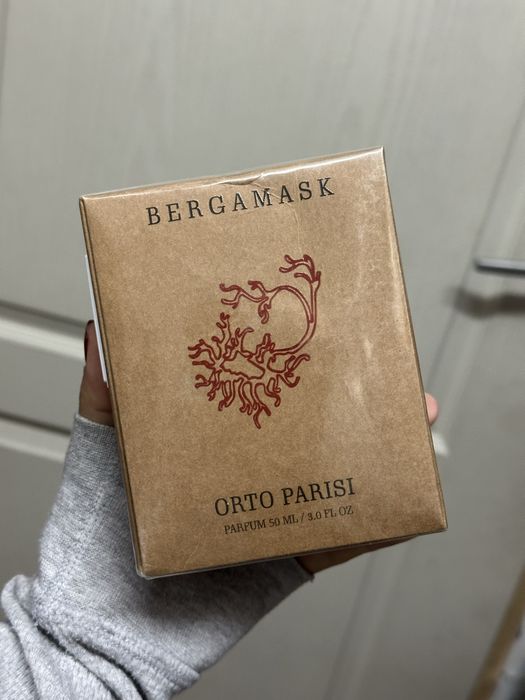 BERGAMASK
ORTO PARISI
PARFUM 50 ML / 3.0 FL OZ